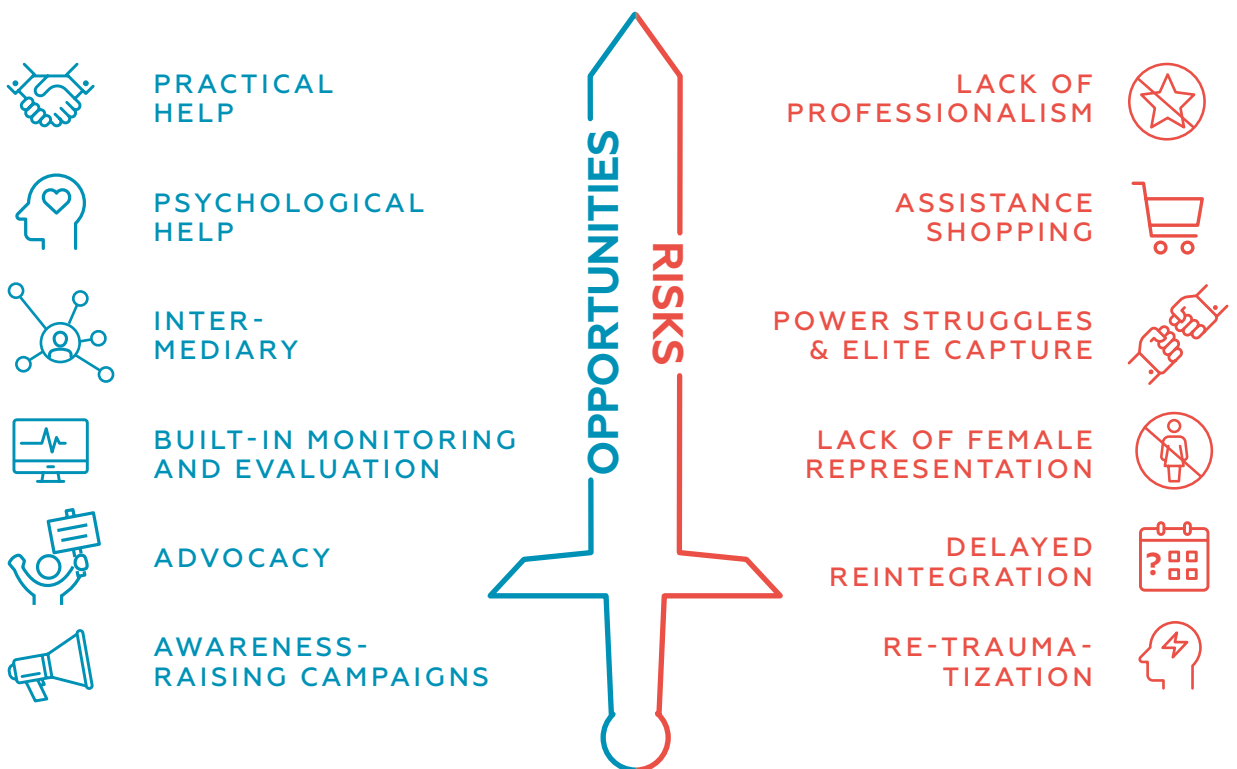 PRACTICAL
HELP
PSYCHOLOGICAL
HELP
INTER-
MEDIARY
BUILT-IN MONITORING
AND EVALUATION
ADVOCACY
AWARENESS-
RAISING CAMPAIGNS
OPPORTUNITIES
RISKS
LACK OF
PROFESSIONALISM
ASSISTANCE
SHOPPING
POWER STRUGGLES
& ELITE CAPTURE
LACK OF FEMALE
REPRESENTATION
DELAYED
REINTEGRATION
?
RE-TRAUMA-
TIZATION